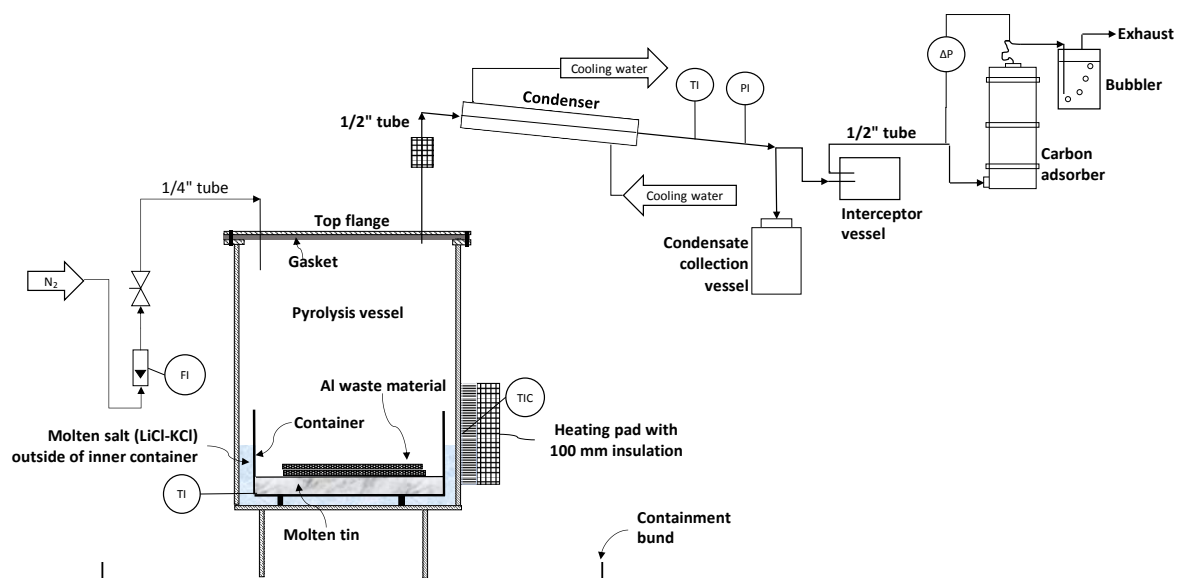 Exhaust
ΔP
Bubbler
Cooling water
Condenser
TI
PI
1/2" tube
1/2" tube
Carbon
adsorber
Cooling water
Interceptor
vessel
1/4" tube
Top flange
Gasket
Condensate
collection
vessel
N2
Pyrolysis vessel
FI
Al waste material
TIC
Container
Heating pad with
100 mm insulation
Molten salt (LiCl-KCl)
outside of inner container
TI
Molten tin
Containment
bund